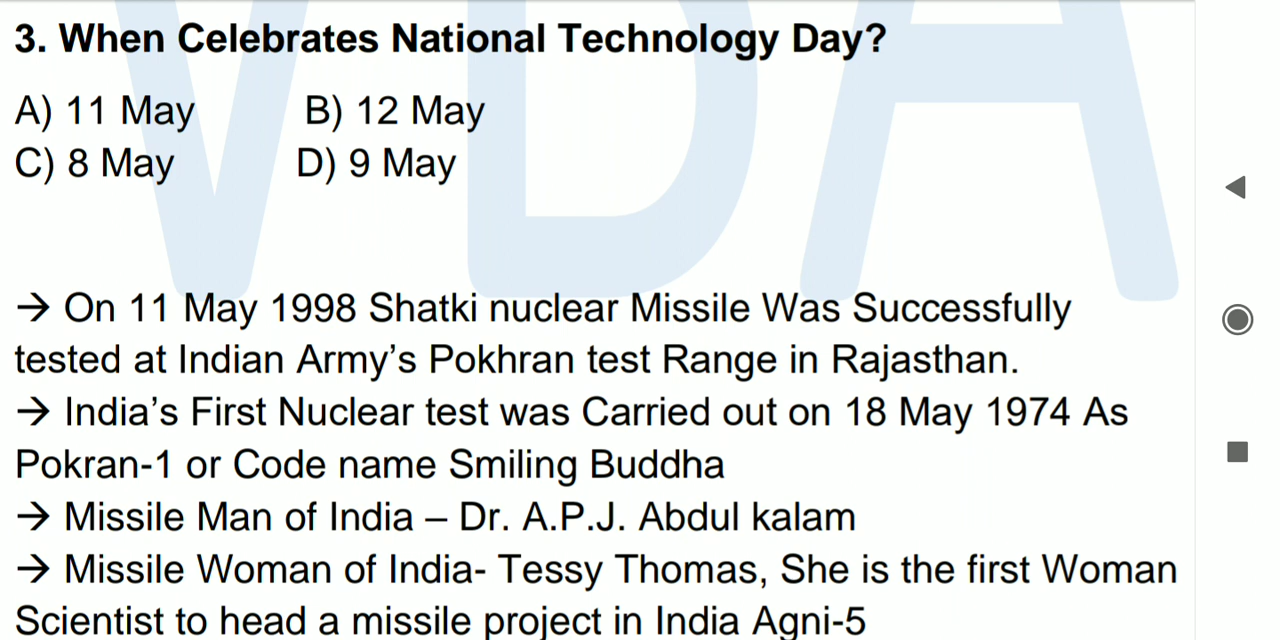 3. When Celebrates National Technology Day?
A) 11 May B) 12 May
C) 8 May D) 9 May
→ On 11 May 1998 Shatki nuclear Missile Was Successfully
tested at Indian Army’s Pokhran test Range in Rajasthan.
→ India’s First Nuclear test was Carried out on 18 May 1974 As
Pokran-1 or Code name Smiling Buddha
→ Missile Man of India – Dr. A.P.J. Abdul kalam
→ Missile Woman of India- Tessy Thomas, She is the first Woman
Scientist to head a missile project in India Agni-5
VDA